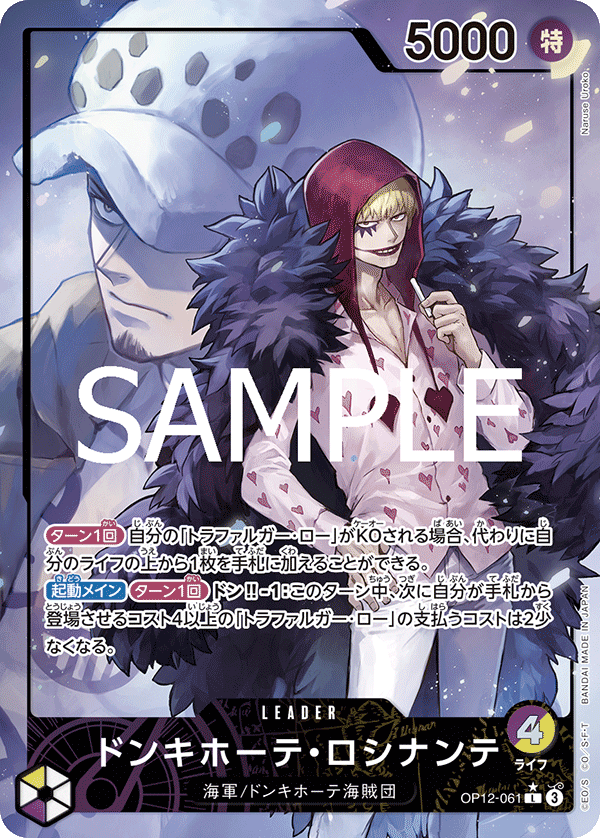 5000 特
Naruse Uroko
SAMPLE
ターン1回 自分の「トラファルガー・ロー」がKOされる場合、代わりに自
分のライフの上から1枚を手札に加えることができる。
起動メイン ターン1回 ドン!!-1:このターン中、次に自分が手札から
登場させるコスト4以上の「トラファルガー・ロー」の支払うコストは2少
なくなる。
LEADER
ドンキホーテ・ロシナンテ
4
ライフ
海軍/ドンキホーテ海賊団
OP12-061 L 3
©E.O./S. ©O./S.・F・T BANDAI MADE IN JAPAN